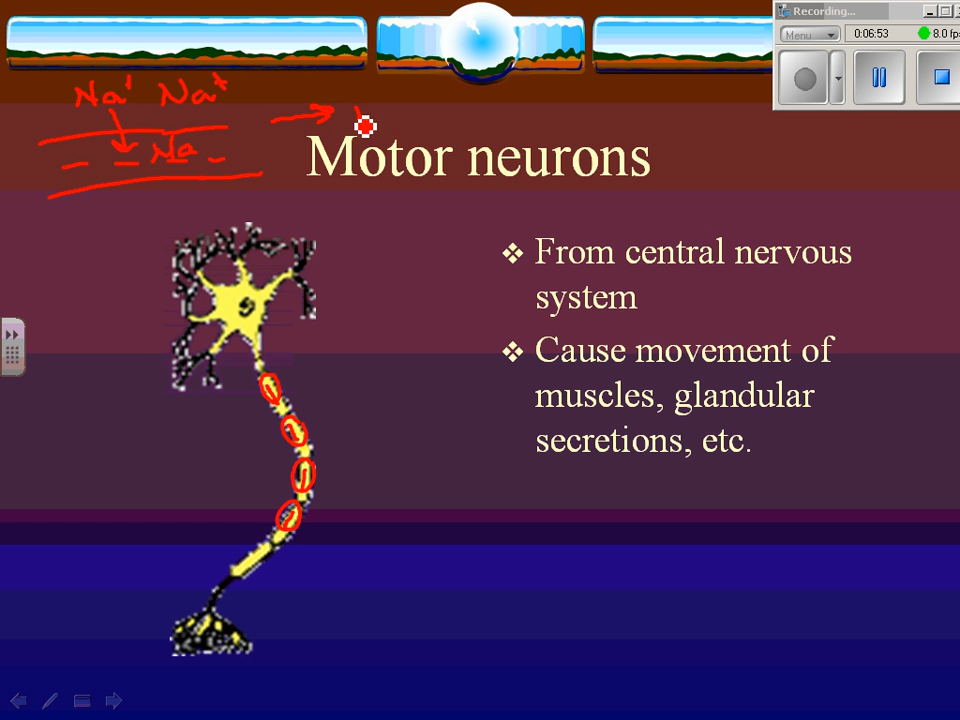 Recording...
Menu
0:06:53
8.0 fps
Na+ Na+
Na
Motor neurons
From central nervous
system
Cause movement of
muscles, glandular
secretions, etc.